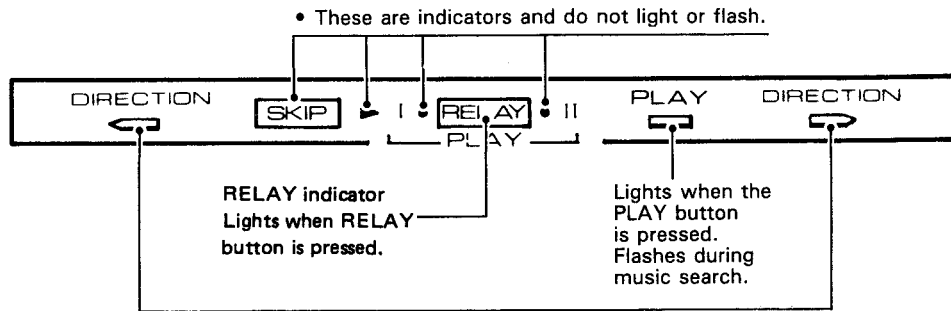 • These are indicators and do not light or flash.
DIRECTION
SKIP
I
RELAY
II
PLAY
PLAY
DIRECTION
RELAY indicator
Lights when RELAY
button is pressed.
Lights when the
PLAY button
is pressed.
Flashes during
music search.